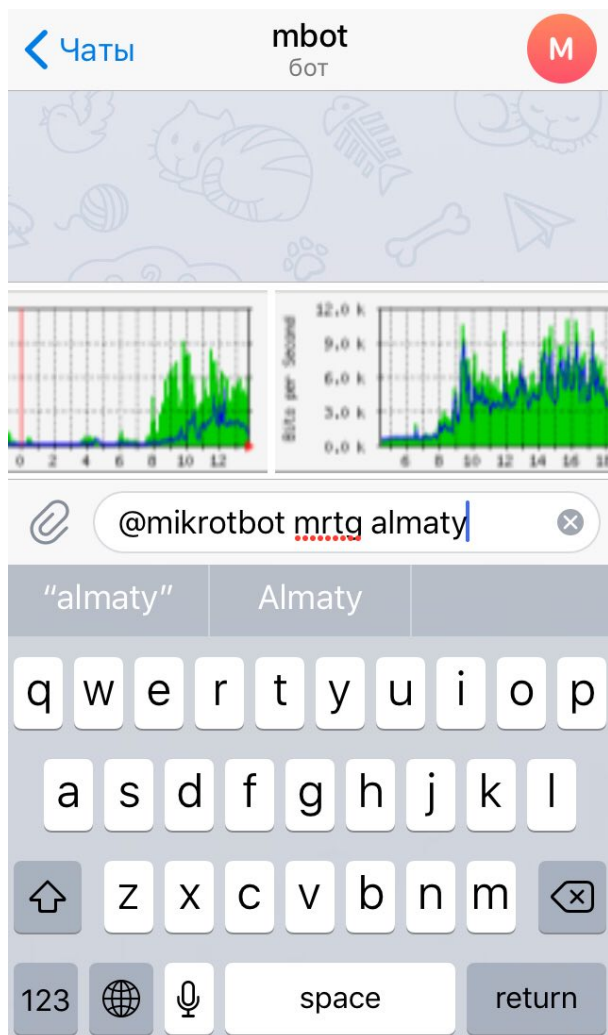 Чаты
mbot
бот
M
Bits per Second
12,0 k
9,0 k
6,0 k
3,0 k
0,0 k
0 2 4 6 8 10 12
6 8 10 12 14 16 18
@mikrotbot mrtg almaty
“almaty” Almaty
q w e r t y u i o p
a s d f g h j k l
z x c v b n m
123 space return